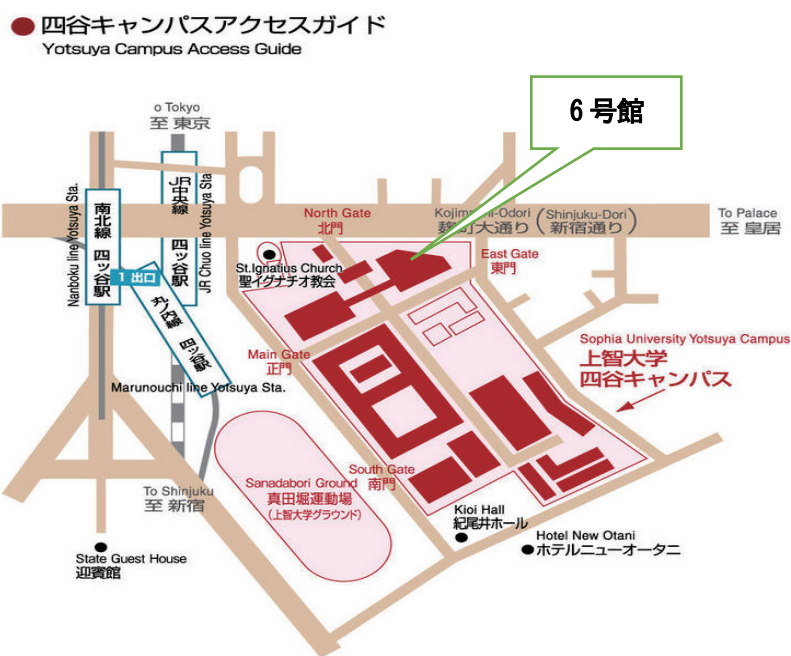 四谷キャンパスアクセスガイド
Yotsuya Campus Access Guide
6号館
o Tokyo
至 東京
Nanboku line Yotsuya Sta.
南北線 四ッ谷駅
JR中央線 四ッ谷駅
JR Chuo line Yotsuya Sta
North Gate
北門
Kojimachi-Odori (Shinjuku-Dori)
麹町大通り(新宿通り)
To Palace
至 皇居
East Gate
東門
St.Ignatius Church
聖イグナチオ教会
1 出口
丸ノ内線 四ッ谷駅
Marunouchi line Yotsuya Sta.
Main Gate
正門
Sophia University Yotsuya Campus
上智大学
四谷キャンパス
South Gate
南門
Sanadabori Ground
真田堀運動場
(上智大学グラウンド)
To Shinjuku
至 新宿
Kioi Hall
紀尾井ホール
Hotel New Otani
ホテルニューオータニ
State Guest House
迎賓館